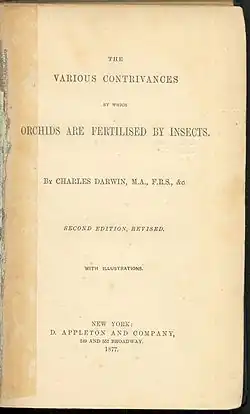 THE
VARIOUS CONTRIVANCES
BY WHICH
ORCHIDS ARE FERTILISED BY INSECTS.
BY CHARLES DARWIN, M.A., F.R.S., &c
SECOND EDITION, REVISED.
WITH ILLUSTRATIONS.
NEW YORK:
D. APPLETON AND COMPANY,
549 AND 551 BROADWAY.
1877.